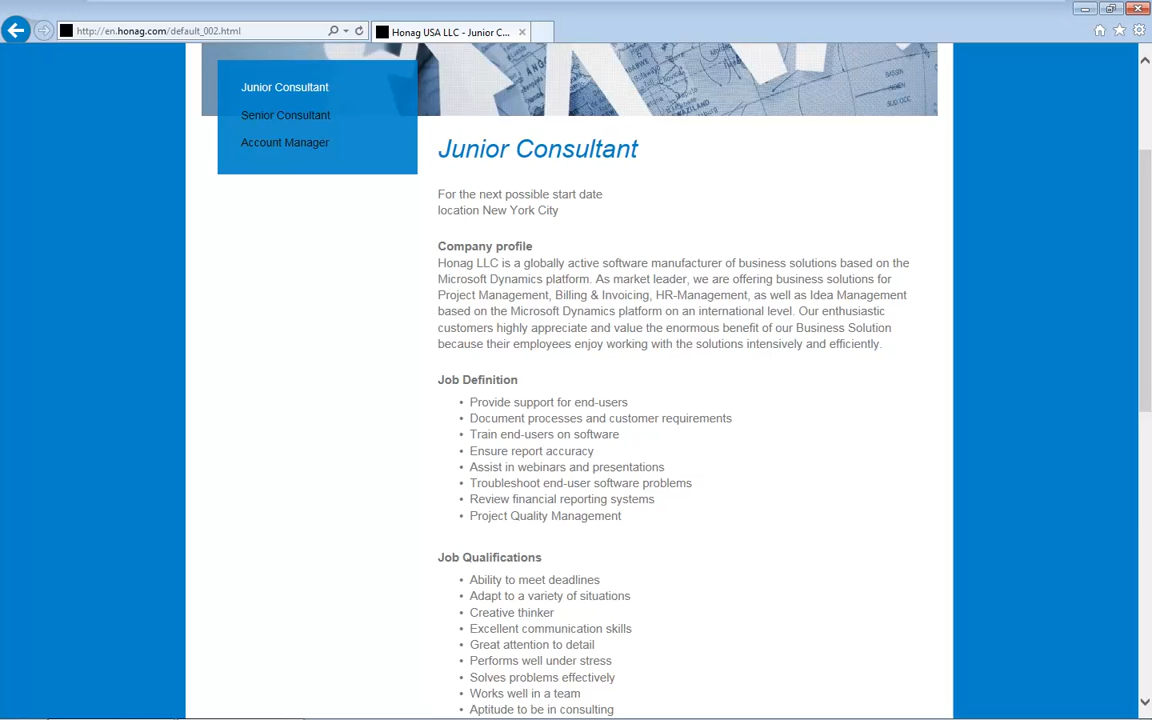 http://en.honag.com/default_002.html
Honag USA LLC - Junior C...
Junior Consultant
Senior Consultant
Account Manager
Junior Consultant
For the next possible start date
location New York City
Company profile
Honag LLC is a globally active software manufacturer of business solutions based on the
Microsoft Dynamics platform. As market leader, we are offering business solutions for
Project Management, Billing & Invoicing, HR-Management, as well as Idea Management
based on the Microsoft Dynamics platform on an international level. Our enthusiastic
customers highly appreciate and value the enormous benefit of our Business Solution
because their employees enjoy working with the solutions intensively and efficiently.
Job Definition
• Provide support for end-users
• Document processes and customer requirements
• Train end-users on software
• Ensure report accuracy
• Assist in webinars and presentations
• Troubleshoot end-user software problems
• Review financial reporting systems
• Project Quality Management
Job Qualifications
• Ability to meet deadlines
• Adapt to a variety of situations
• Creative thinker
• Excellent communication skills
• Great attention to detail
• Performs well under stress
• Solves problems effectively
• Works well in a team
• Aptitude to be in consulting